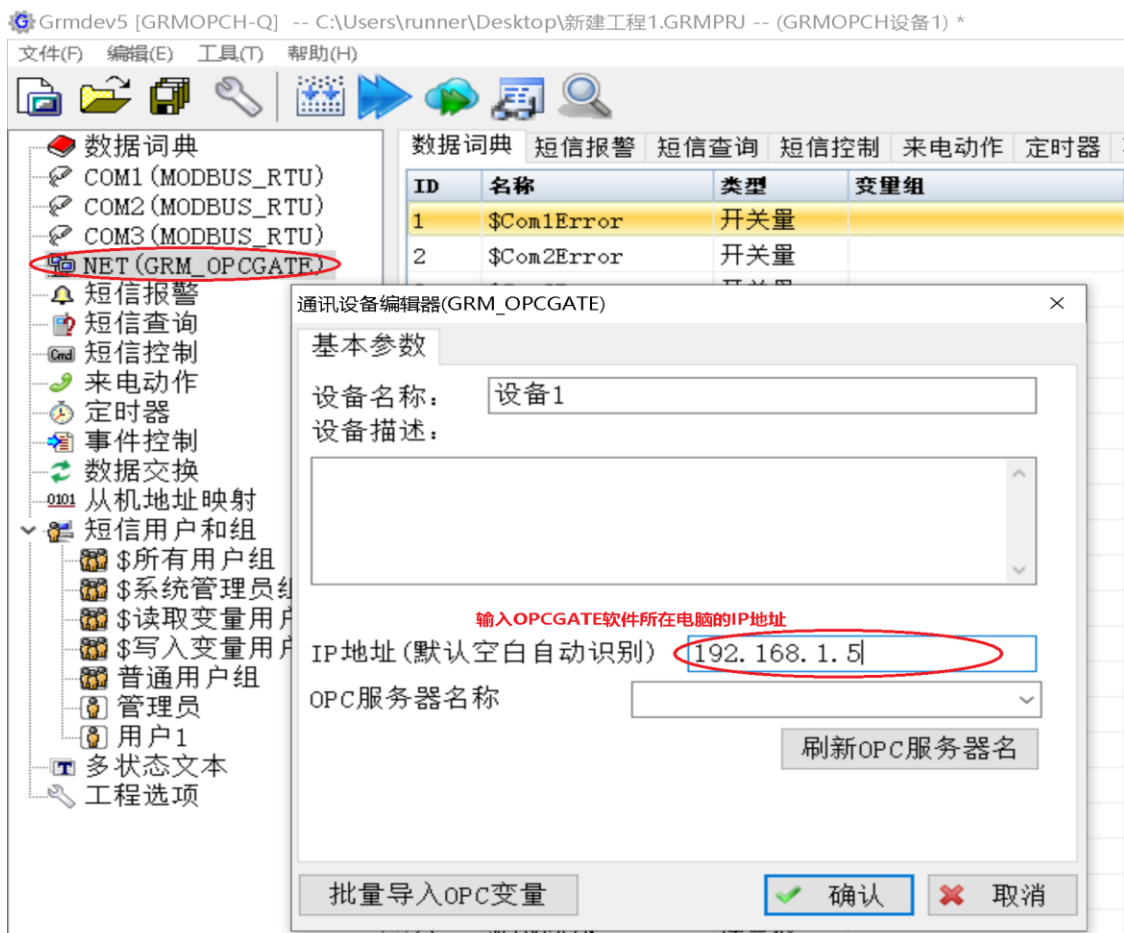 Grmdev5 [GRMOPCH-Q]  -- C:\Users\runner\Desktop\新建工程1.GRMPRJ -- (GRMOPCH设备1) *
文件(F) 编辑(E) 工具(T) 帮助(H)
数据词典
COM1(MODBUS_RTU)
COM2(MODBUS_RTU)
COM3(MODBUS_RTU)
NET(GRM_OPCGATE)
短信报警
短信查询
Cmd 短信控制
来电动作
定时器
事件控制
数据交换
0101 从机地址映射
短信用户和组
$所有用户组
$系统管理员组
$读取变量用户
$写入变量用户
普通用户组
管理员
用户1
多状态文本
工程选项
数据词典 短信报警 短信查询 短信控制 来电动作 定时器
ID 名称 类型 变量组
1 $Com1Error 开关量
2 $Com2Error 开关量
通讯设备编辑器(GRM_OPCGATE)
基本参数
设备名称: 设备1
设备描述:
输入OPCGATE软件所在电脑的IP地址
IP地址(默认空白自动识别) 192.168.1.5
OPC服务器名称
刷新OPC服务器名
批量导入OPC变量 确认 取消